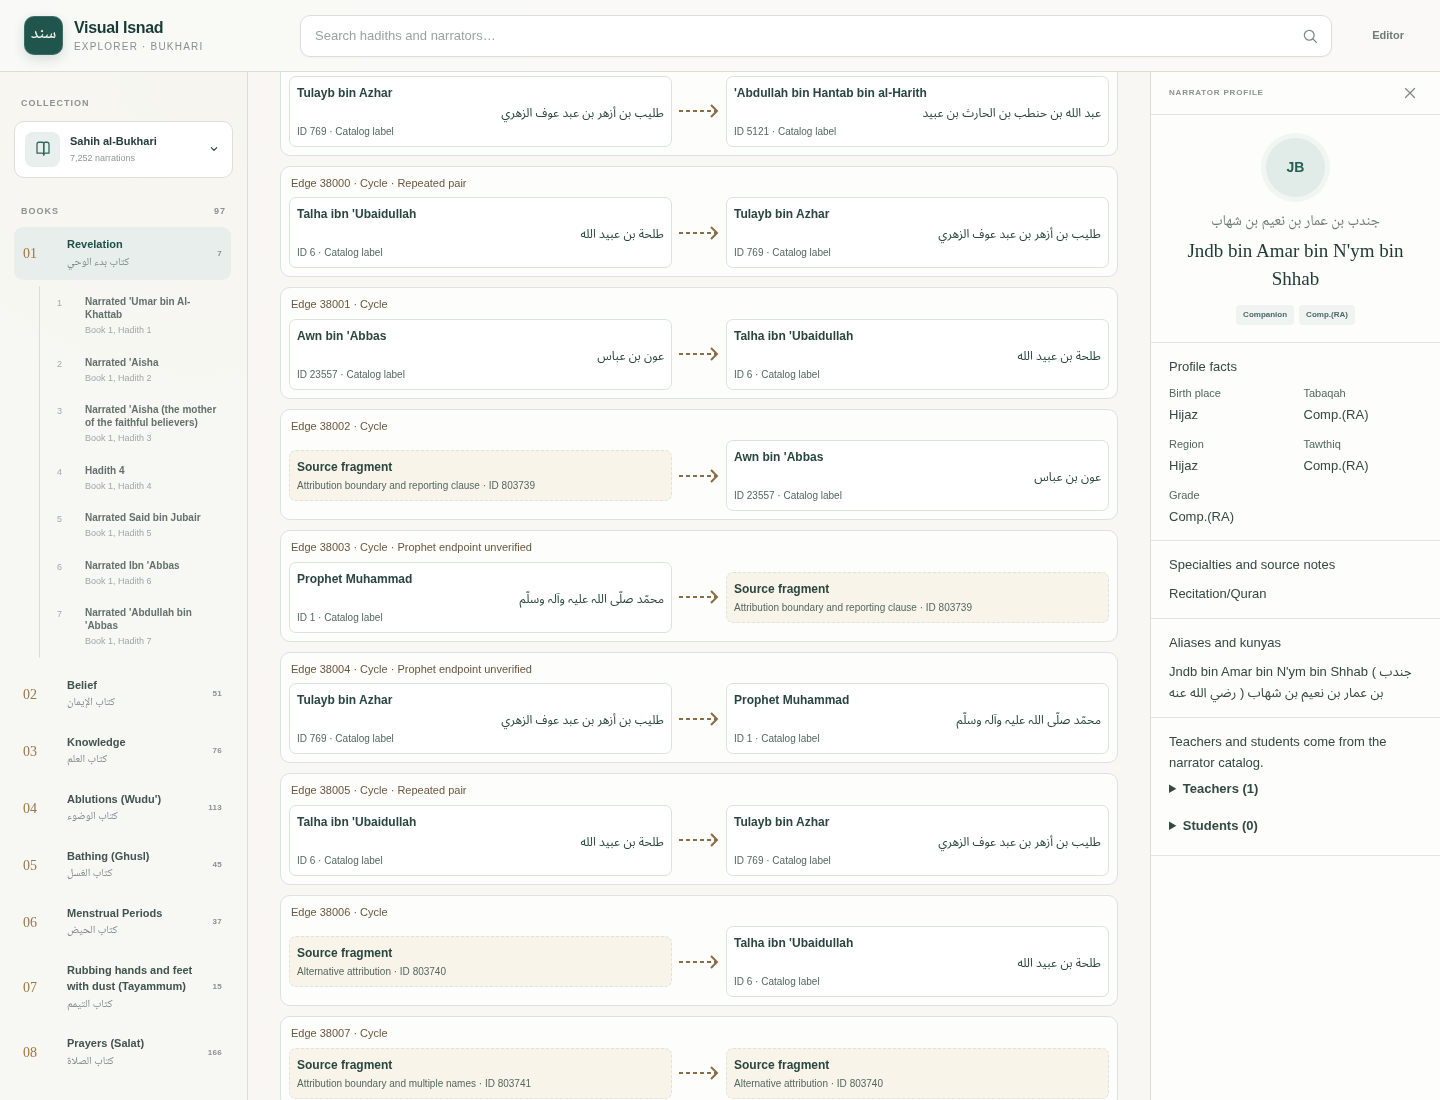 سند
Visual Isnad
EXPLORER · BUKHARI
Search hadiths and narrators…
Editor
COLLECTION
Sahih al-Bukhari
7,252 narrations
BOOKS
97
01
Revelation
كتاب بدء الوحي
7
1
Narrated 'Umar bin Al-
Khattab
Book 1, Hadith 1
2
Narrated 'Aisha
Book 1, Hadith 2
3
Narrated 'Aisha (the mother
of the faithful believers)
Book 1, Hadith 3
4
Hadith 4
Book 1, Hadith 4
5
Narrated Said bin Jubair
Book 1, Hadith 5
6
Narrated Ibn 'Abbas
Book 1, Hadith 6
7
Narrated 'Abdullah bin
'Abbas
Book 1, Hadith 7
02
Belief
كتاب الإيمان
51
03
Knowledge
كتاب العلم
76
04
Ablutions (Wudu')
كتاب الوضوء
113
05
Bathing (Ghusl)
كتاب الغسل
45
06
Menstrual Periods
كتاب الحيض
37
07
Rubbing hands and feet
with dust (Tayammum)
كتاب التيمم
15
08
Prayers (Salat)
كتاب الصلاة
166
Tulayb bin Azhar
طليب بن أزهر بن عبد عوف الزهري
ID 769 · Catalog label
'Abdullah bin Hantab bin al-Harith
عبد الله بن حنطب بن الحارث بن عبيد
ID 5121 · Catalog label
Edge 38000 · Cycle · Repeated pair
Talha ibn 'Ubaidullah
طلحة بن عبيد الله
ID 6 · Catalog label
Tulayb bin Azhar
طليب بن أزهر بن عبد عوف الزهري
ID 769 · Catalog label
Edge 38001 · Cycle
Awn bin 'Abbas
عون بن عباس
ID 23557 · Catalog label
Talha ibn 'Ubaidullah
طلحة بن عبيد الله
ID 6 · Catalog label
Edge 38002 · Cycle
Source fragment
Attribution boundary and reporting clause · ID 803739
Awn bin 'Abbas
عون بن عباس
ID 23557 · Catalog label
Edge 38003 · Cycle · Prophet endpoint unverified
Prophet Muhammad
محمّد صلّی اللہ علیہ وآلہ وسلّم
ID 1 · Catalog label
Source fragment
Attribution boundary and reporting clause · ID 803739
Edge 38004 · Cycle · Prophet endpoint unverified
Tulayb bin Azhar
طليب بن أزهر بن عبد عوف الزهري
ID 769 · Catalog label
Prophet Muhammad
محمّد صلّی اللہ علیہ وآلہ وسلّم
ID 1 · Catalog label
Edge 38005 · Cycle · Repeated pair
Talha ibn 'Ubaidullah
طلحة بن عبيد الله
ID 6 · Catalog label
Tulayb bin Azhar
طليب بن أزهر بن عبد عوف الزهري
ID 769 · Catalog label
Edge 38006 · Cycle
Source fragment
Alternative attribution · ID 803740
Talha ibn 'Ubaidullah
طلحة بن عبيد الله
ID 6 · Catalog label
Edge 38007 · Cycle
Source fragment
Attribution boundary and multiple names · ID 803741
Source fragment
Alternative attribution · ID 803740
NARRATOR PROFILE
JB
جندب بن عمار بن نعيم بن شهاب
Jndb bin Amar bin N'ym bin
Shhab
Companion
Comp.(RA)
Profile facts
Birth place
Hijaz
Tabaqah
Comp.(RA)
Region
Hijaz
Tawthiq
Comp.(RA)
Grade
Comp.(RA)
Specialties and source notes
Recitation/Quran
Aliases and kunyas
Jndb bin Amar bin N'ym bin Shhab ( جندب
بن عمار بن نعيم بن شهاب ( رضي الله عنه
Teachers and students come from the
narrator catalog.
Teachers (1)
Students (0)